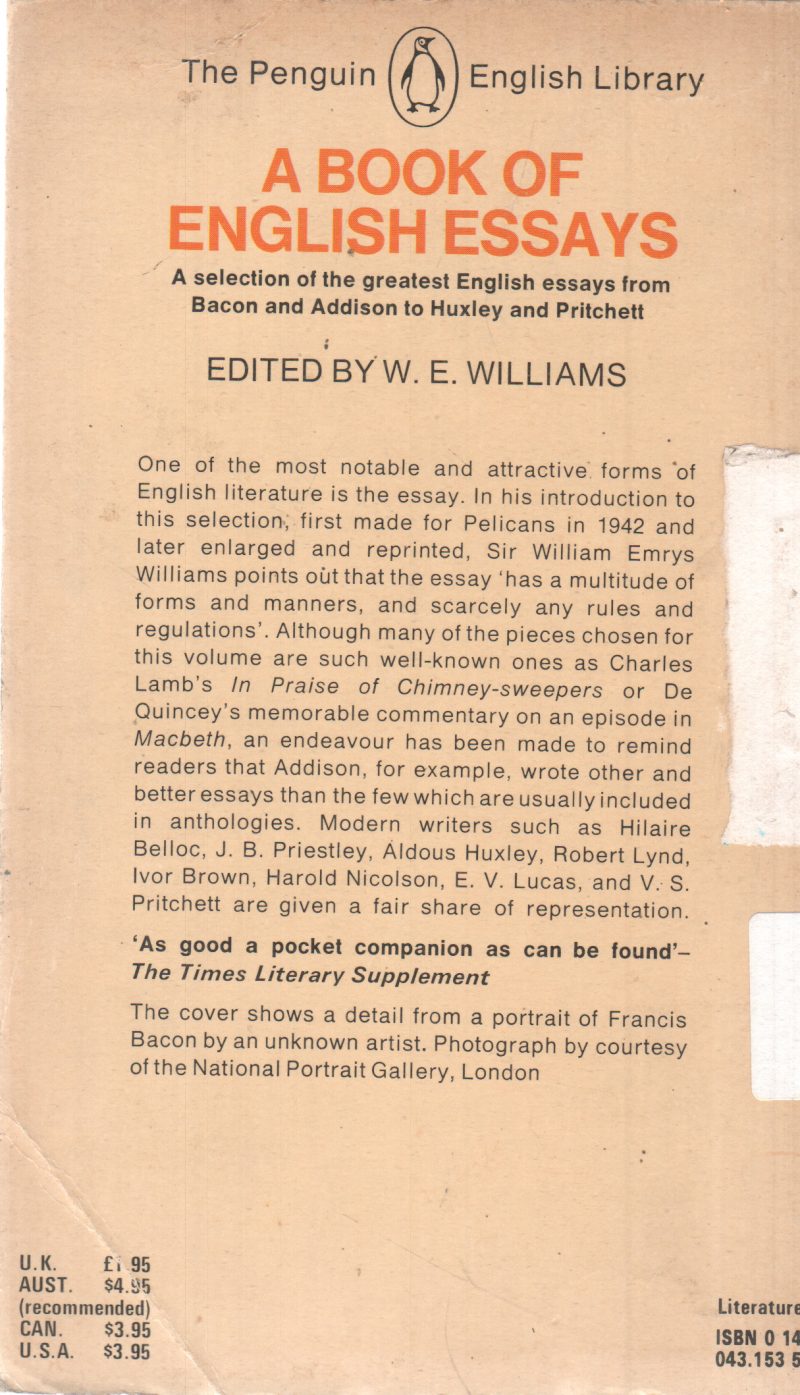 The Penguin English Library
A BOOK OF
ENGLISH ESSAYS
A selection of the greatest English essays from
Bacon and Addison to Huxley and Pritchett
EDITED BY W. E. WILLIAMS
One of the most notable and attractive forms of
English literature is the essay. In his introduction to
this selection, first made for Pelicans in 1942 and
later enlarged and reprinted, Sir William Emrys
Williams points out that the essay ‘has a multitude of
forms and manners, and scarcely any rules and
regulations’. Although many of the pieces chosen for
this volume are such well-known ones as Charles
Lamb’s In Praise of Chimney-sweepers or De
Quincey’s memorable commentary on an episode in
Macbeth, an endeavour has been made to remind
readers that Addison, for example, wrote other and
better essays than the few which are usually included
in anthologies. Modern writers such as Hilaire
Belloc, J. B. Priestley, Aldous Huxley, Robert Lynd,
Ivor Brown, Harold Nicolson, E. V. Lucas, and V. S.
Pritchett are given a fair share of representation.
‘As good a pocket companion as can be found’–
The Times Literary Supplement
The cover shows a detail from a portrait of Francis
Bacon by an unknown artist. Photograph by courtesy
of the National Portrait Gallery, London
U.K. £1 95
AUST. $4.95
(recommended)
CAN. $3.95
U.S.A. $3.95
Literature
ISBN 0 14
043.153 5